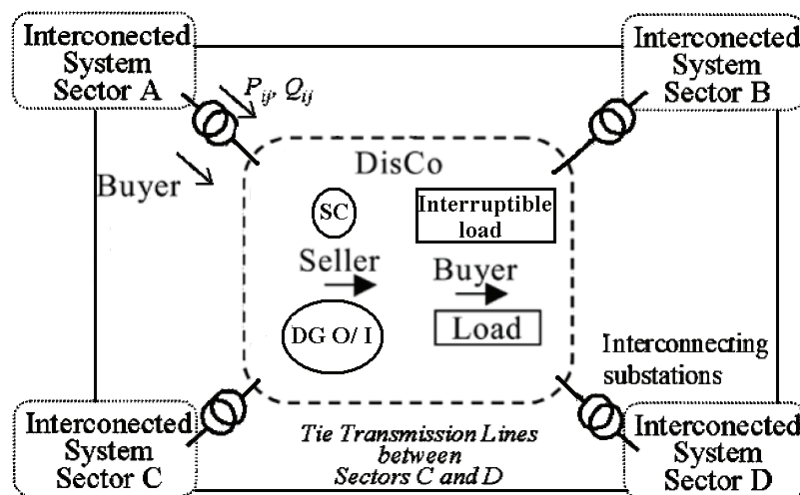 Interconected
System
Sector A
Interconected
System
Sector B
Pij, Qij
Buyer
DisCo
SC
Interruptible
load
Seller
Buyer
DG O/ I
Load
Interconnecting
substations
Interconected
System
Sector C
Tie Transmission Lines
between
Sectors C and D
Interconected
System
Sector D